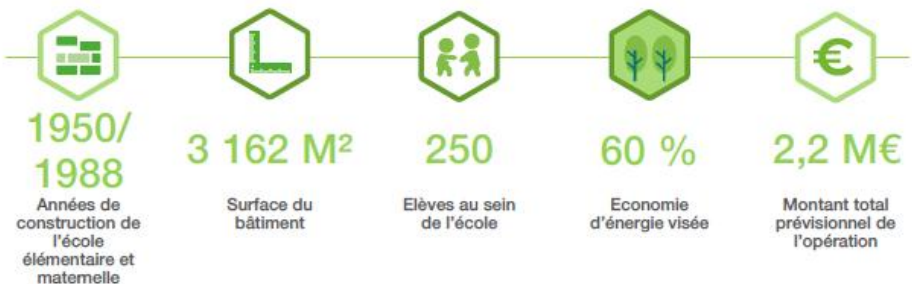 1950/
1988
Années de
construction de
l'école
élémentaire et
maternelle
3 162 M²
Surface du
bâtiment
250
Elèves au sein
de l'école
60 %
Economie
d'énergie visée
2,2 M€
Montant total
prévisionnel de
l'opération